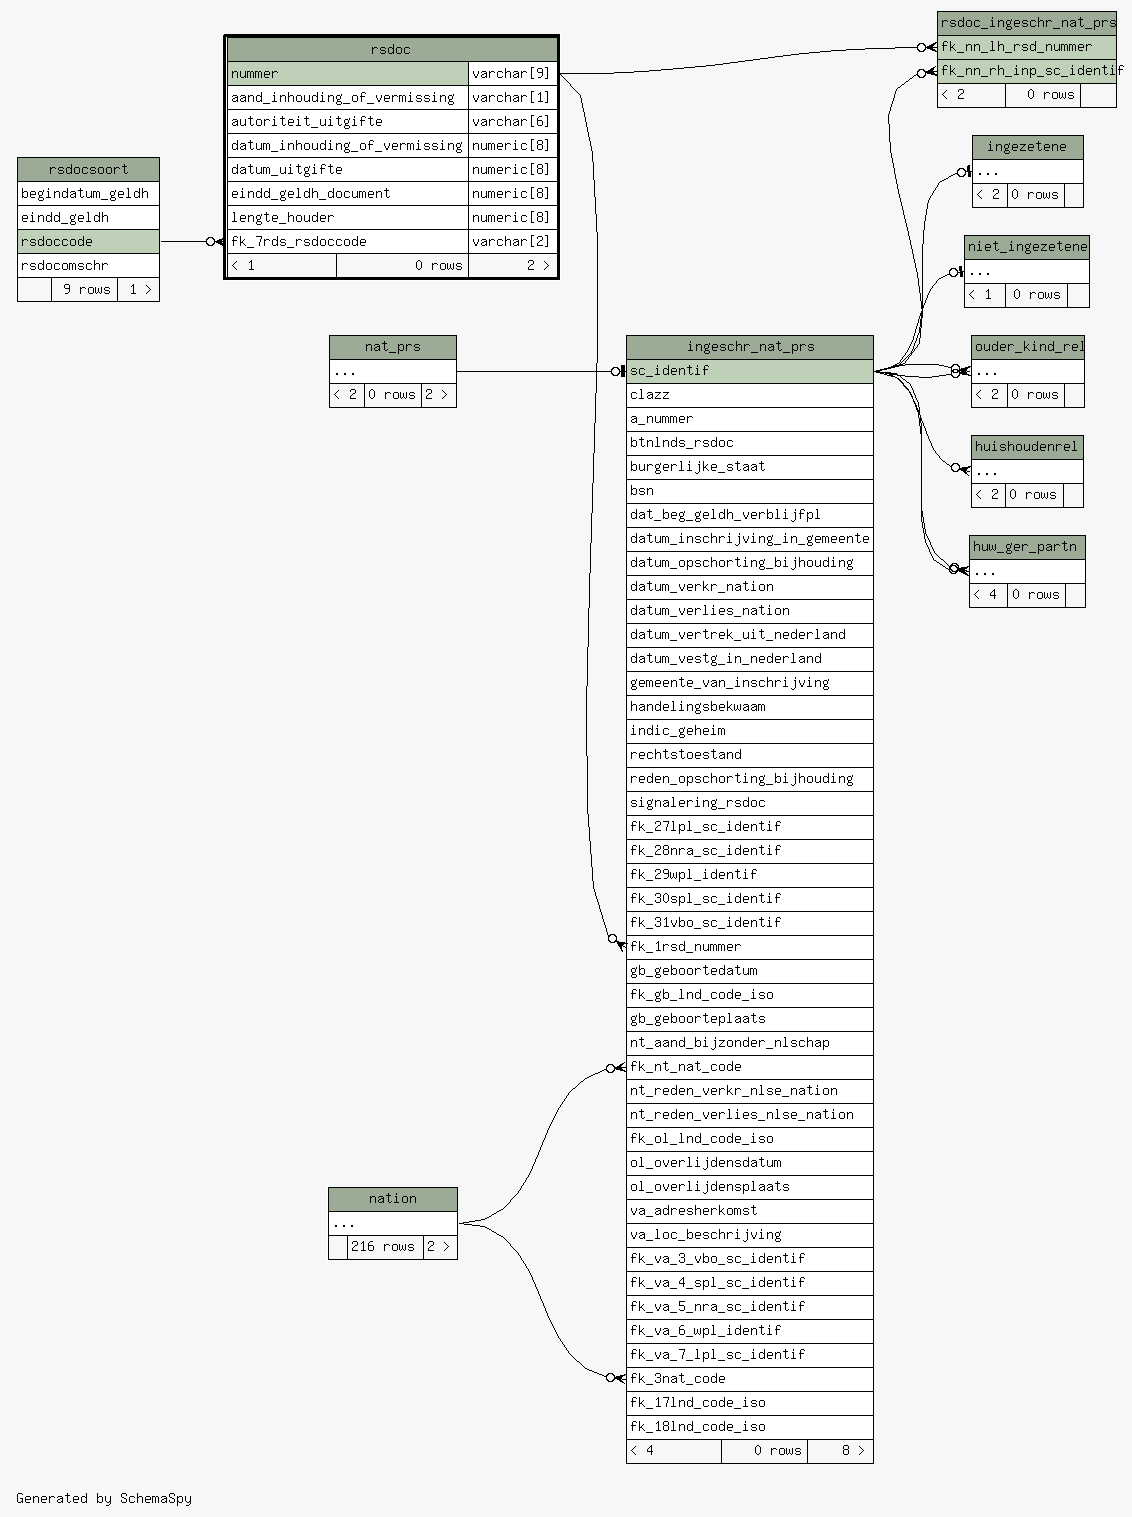 rsdocsoort
begindatum_geldh
eindd_geldh
rsdoccode
rsdocomschr
9 rows 1 >
rsdoc
nummer varchar[9]
aand_inhouding_of_vermissing varchar[1]
autoriteit_uitgifte varchar[6]
datum_inhouding_of_vermissing numeric[8]
datum_uitgifte numeric[8]
eindd_geldh_document numeric[8]
lengte_houder numeric[8]
fk_7rds_rsdoccode varchar[2]
< 1 0 rows 2 >
rsdoc_ingeschr_nat_prs
fk_nn_lh_rsd_nummer
fk_nn_rh_inp_sc_identif
< 2 0 rows
ingezetene
...
< 2 0 rows
niet_ingezetene
...
< 1 0 rows
nat_prs
...
< 2 0 rows 2 >
ouder_kind_rel
...
< 2 0 rows
huishoudenrel
...
< 2 0 rows
huw_ger_partn
...
< 4 0 rows
ingeschr_nat_prs
sc_identif
clazz
a_nummer
btnlnds_rsdoc
burgerlijke_staat
bsn
dat_beg_geldh_verblijfpl
datum_inschrijving_in_gemeente
datum_opschorting_bijhouding
datum_verkr_nation
datum_verlies_nation
datum_vertrek_uit_nederland
datum_vestg_in_nederland
gemeente_van_inschrijving
handelingsbekwaam
indic_geheim
rechtstoestand
reden_opschorting_bijhouding
signalering_rsdoc
fk_27lpl_sc_identif
fk_28nra_sc_identif
fk_29wpl_identif
fk_30spl_sc_identif
fk_31vbo_sc_identif
fk_1rsd_nummer
gb_geboortedatum
fk_gb_lnd_code_iso
gb_geboorteplaats
nt_aand_bijzonder_nlschap
fk_nt_nat_code
nt_reden_verkr_nlse_nation
nt_reden_verlies_nlse_nation
fk_ol_lnd_code_iso
ol_overlijdensdatum
ol_overlijdensplaats
va_adresherkomst
va_loc_beschrijving
fk_va_3_vbo_sc_identif
fk_va_4_spl_sc_identif
fk_va_5_nra_sc_identif
fk_va_6_wpl_identif
fk_va_7_lpl_sc_identif
fk_3nat_code
fk_17lnd_code_iso
fk_18lnd_code_iso
< 4 0 rows 8 >
nation
...
216 rows 2 >
Generated by SchemaSpy